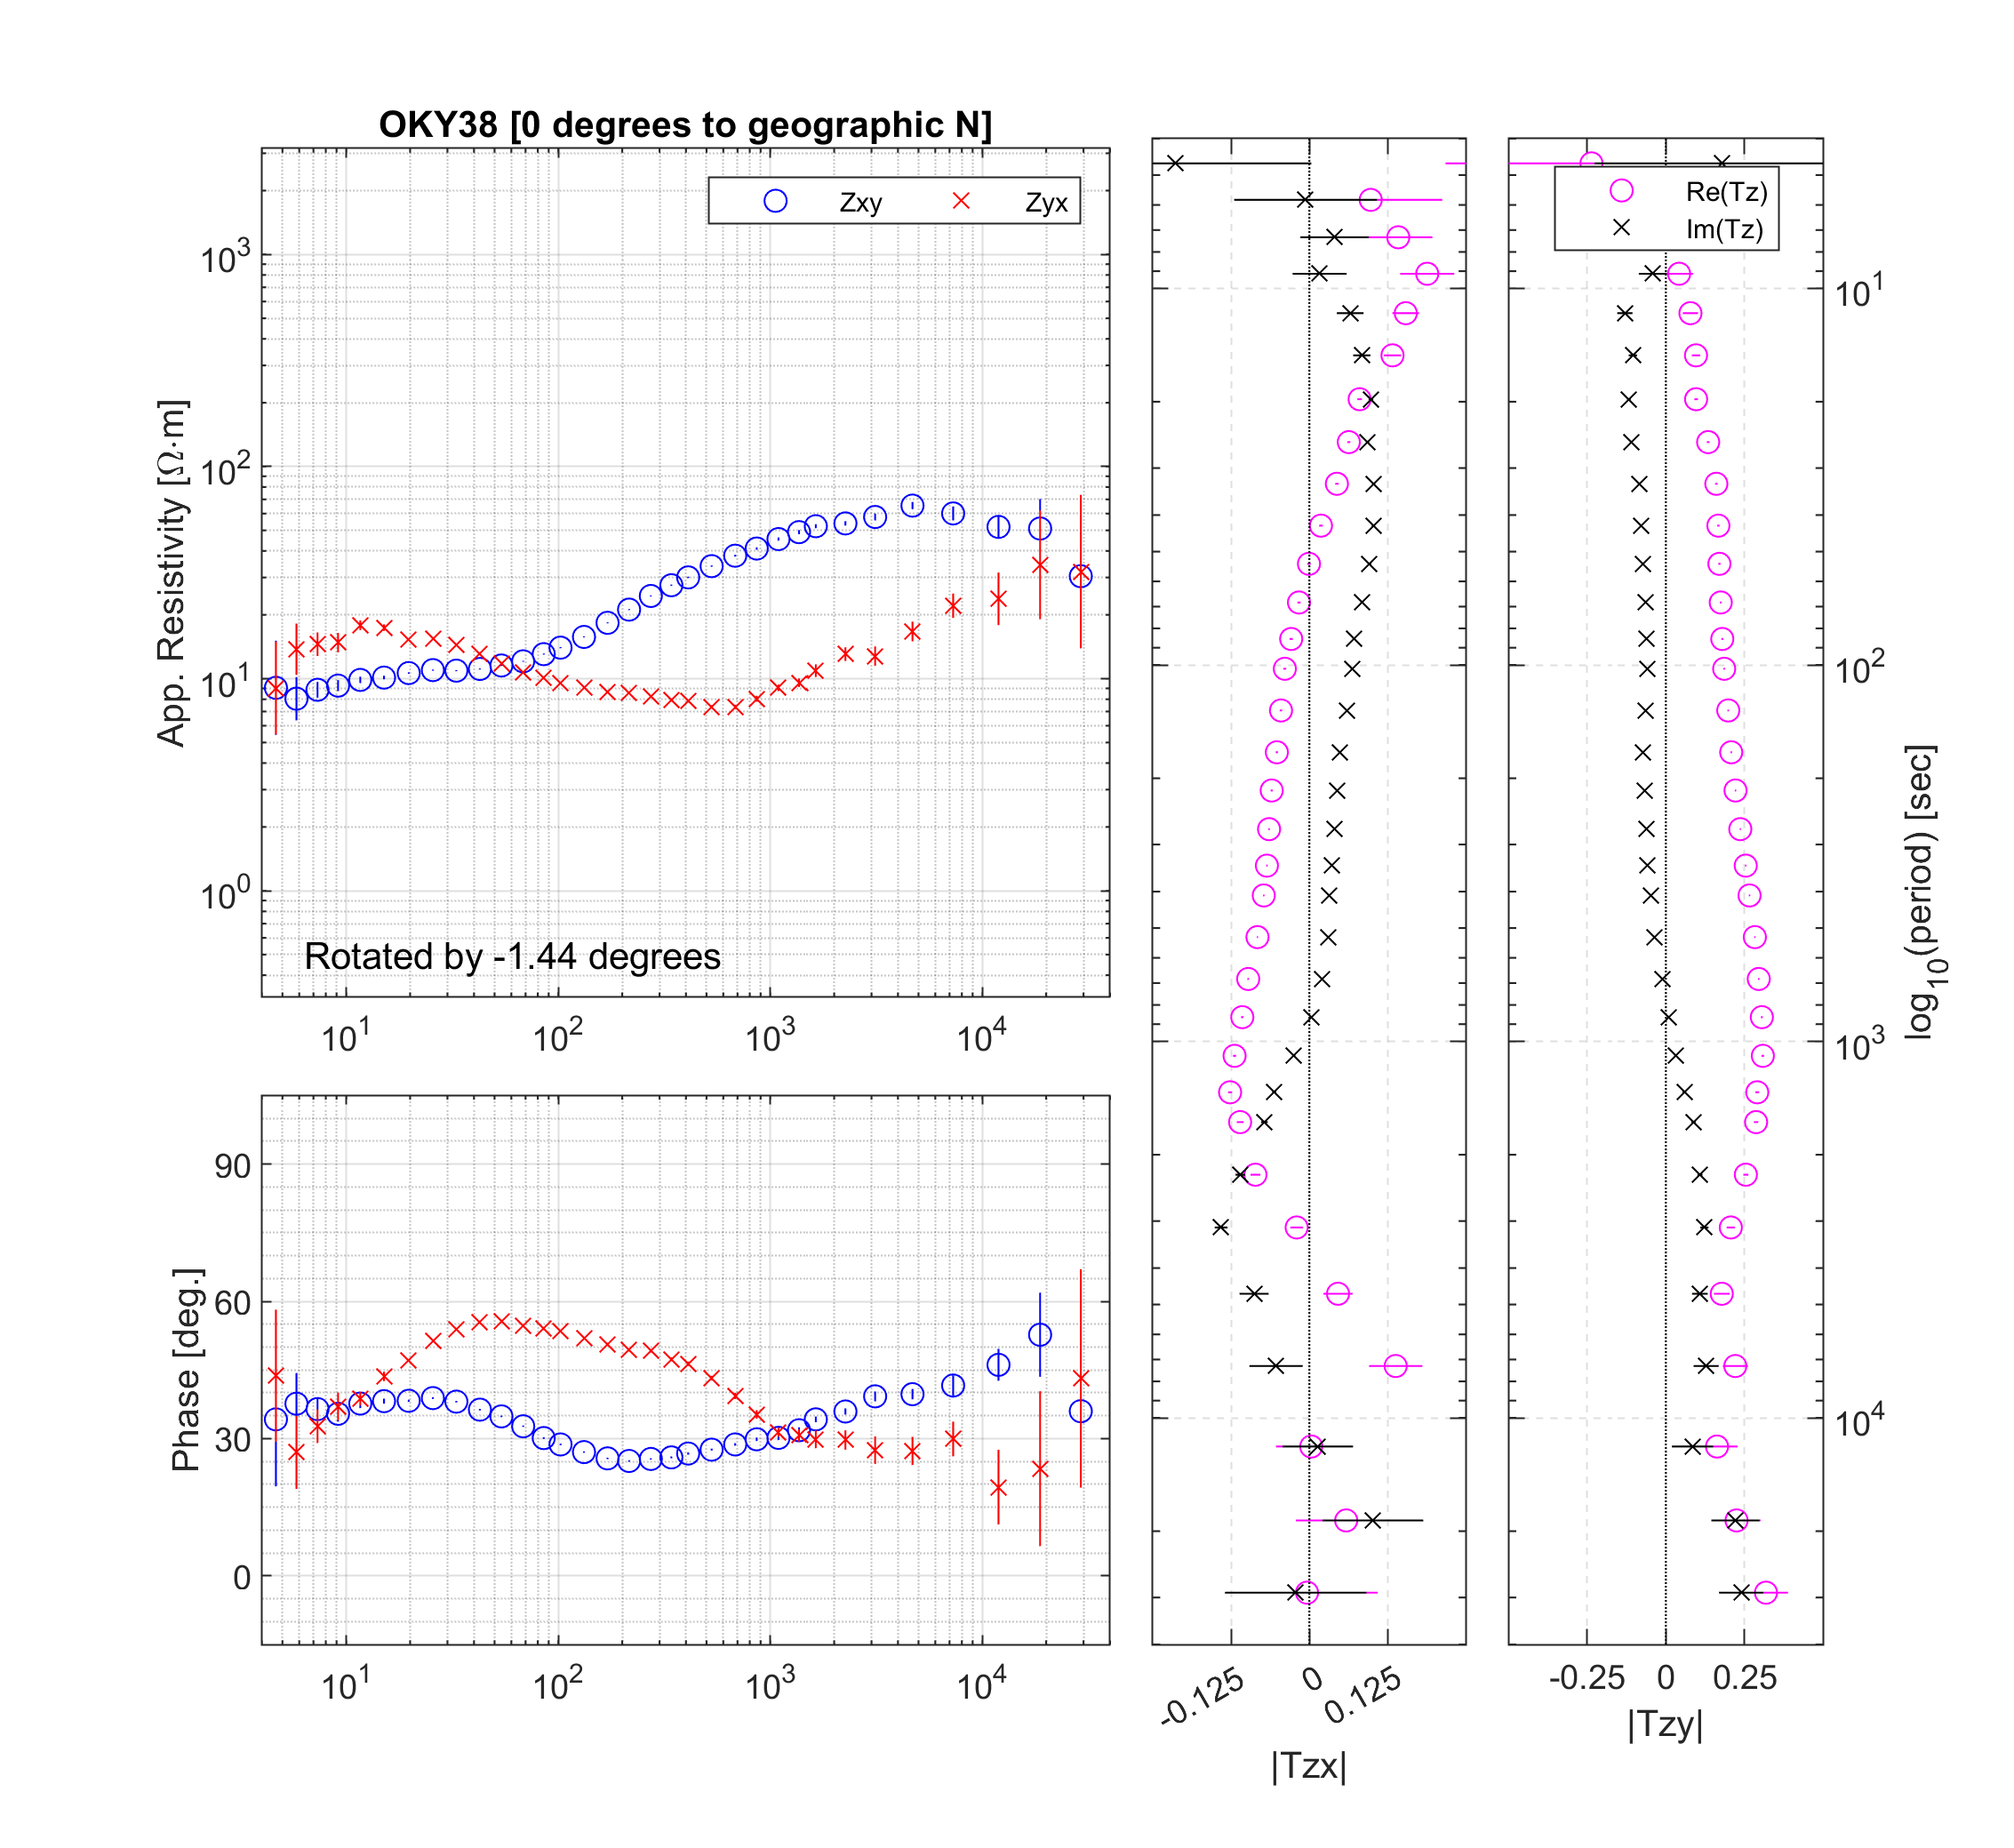 OKY38 [0 degrees to geographic N]
Zxy Zyx
App. Resistivity [Ω·m]
10^3
10^2
10^1
10^0
Rotated by -1.44 degrees
10^1 10^2 10^3 10^4
Phase [deg.]
90
60
30
0
10^1 10^2 10^3 10^4
-0.125 0 0.125
|Tzx|
Re(Tz)
Im(Tz)
-0.25 0 0.25
|Tzy|
10^1
10^2
10^3
10^4
log10(period) [sec]